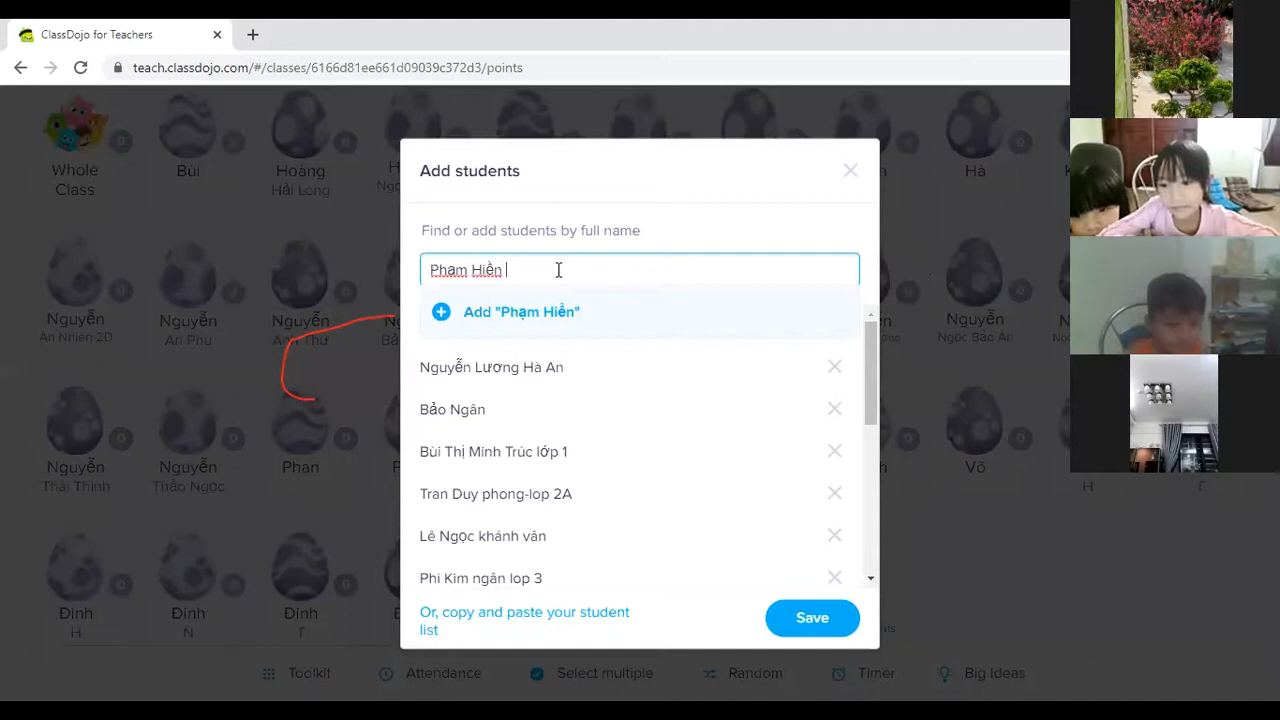 ClassDojo for Teachers
teach.classdojo.com/#/classes/6166d81ee661d09039c372d3/points
Whole Class
Bùi
Hoàng Hải Long
Hà
Nguyễn An Nhiên 2D
Nguyễn An Phú
Nguyễn Anh Thư
Nguyễn Ngọc Bảo An
Nguyễn Thái Thịnh
Nguyễn Thảo Ngọc
Phan
Võ
H
Đinh H
Đinh N
Đinh
Add students
Find or add students by full name
Phạm Hiền
Add "Phạm Hiền"
Nguyễn Lương Hà An
Bảo Ngân
Bùi Thị Minh Trúc lớp 1
Tran Duy phong-lop 2A
Lê Ngọc khánh vân
Phi Kim ngân lop 3
Or, copy and paste your student
list
Save
Toolkit
Attendance
Select multiple
Random
Timer
Big ideas